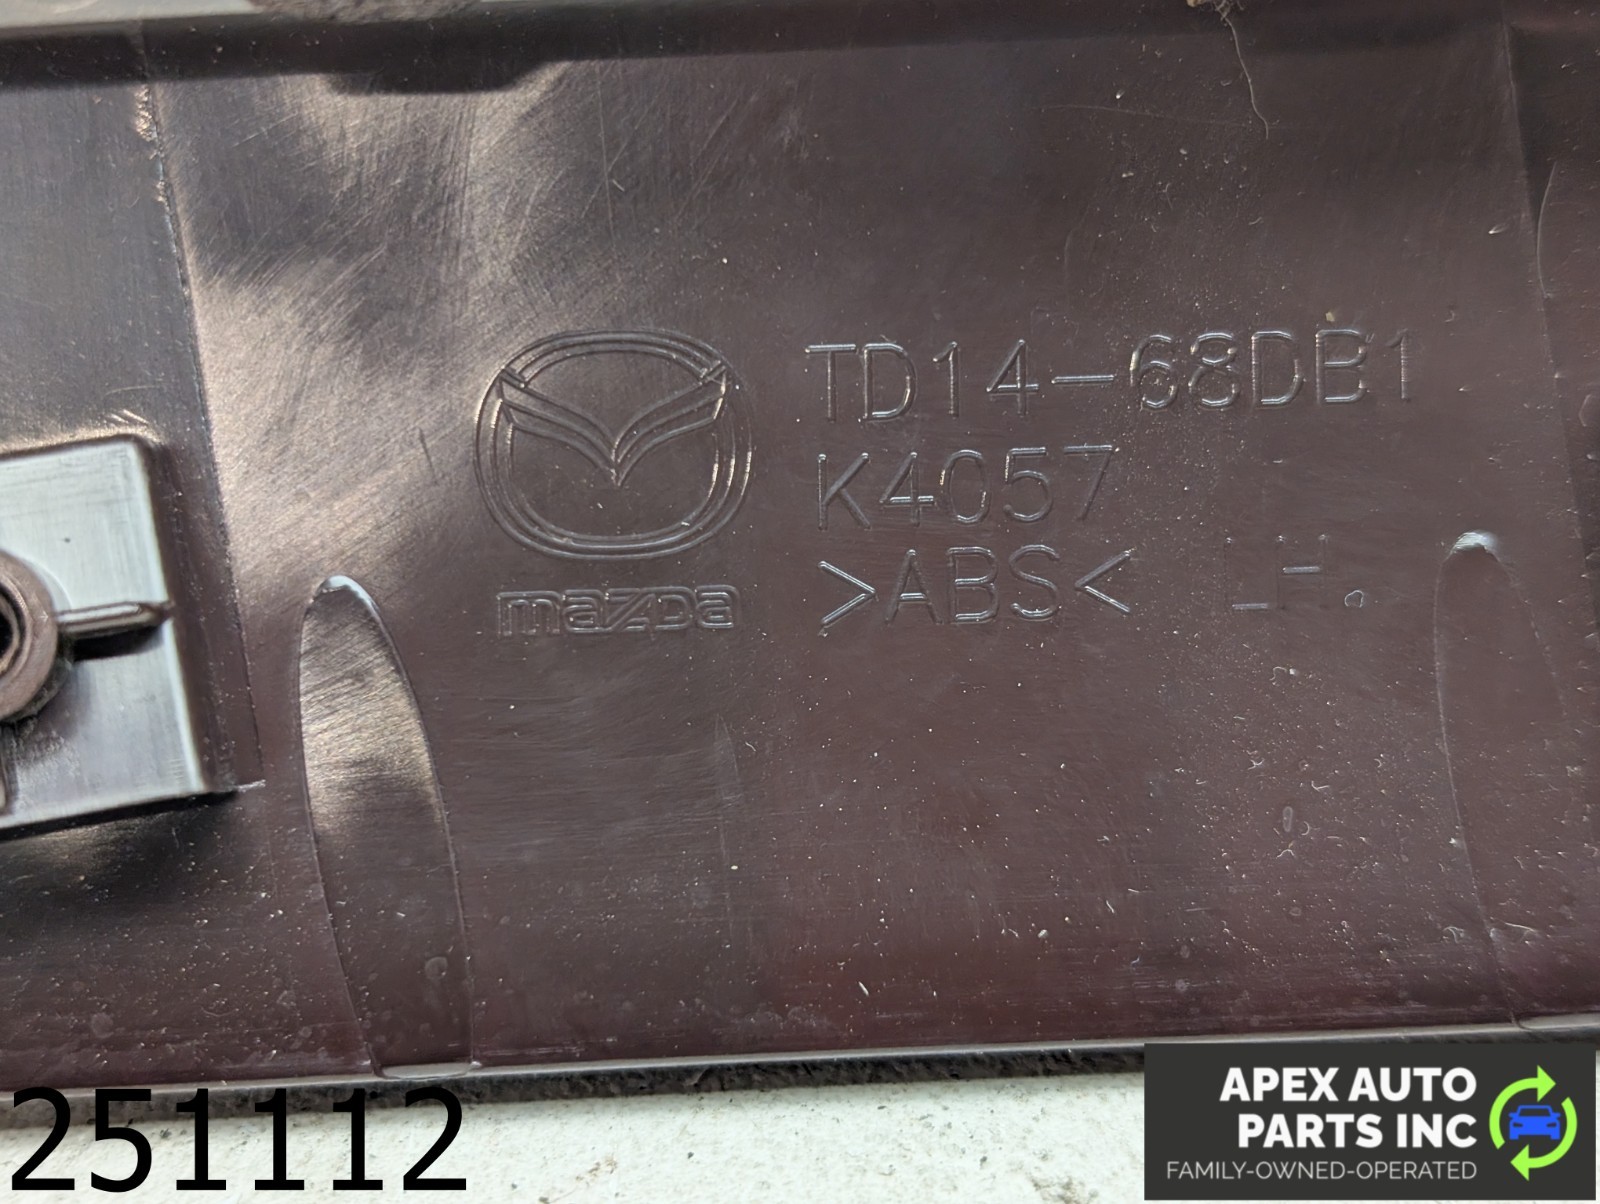 TD14-68DB1
K4057
>ABS< LH.
mazda
251112
APEX AUTO
PARTS INC
FAMILY-OWNED-OPERATED